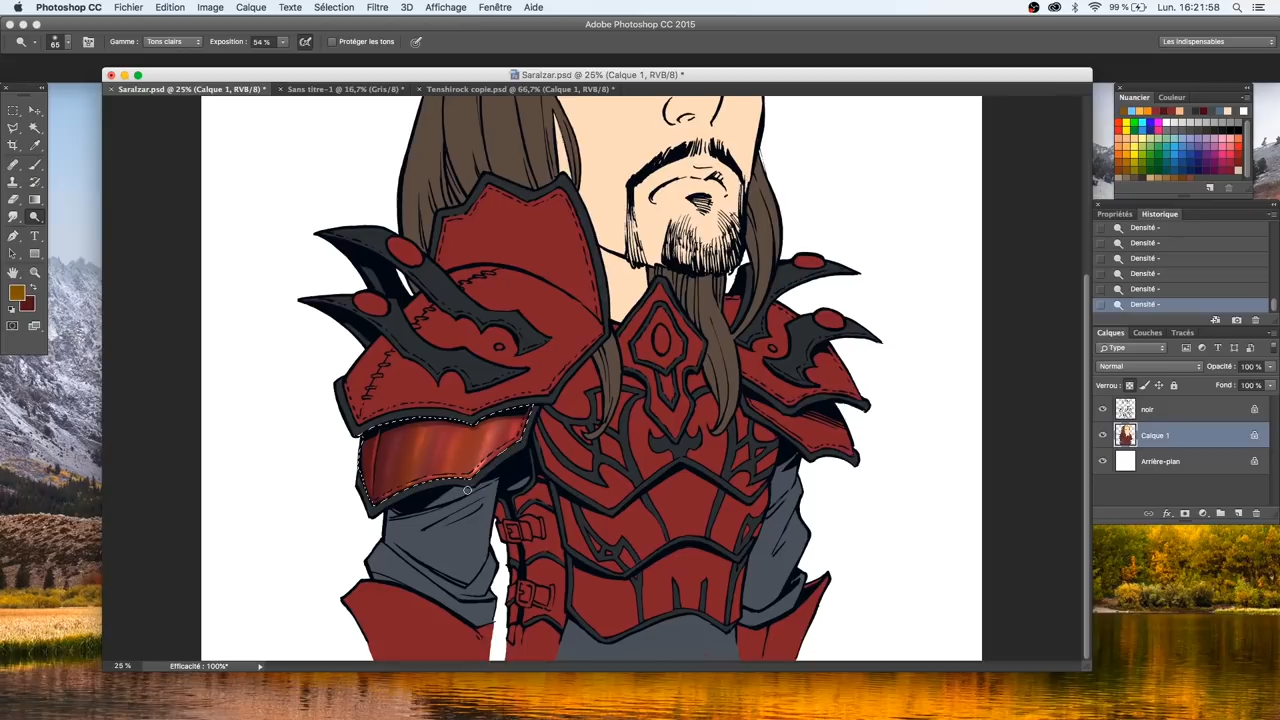 Photoshop CC Fichier Edition Image Calque Texte Sélection Filtre 3D Affichage Fenêtre Aide 99 % Lun. 16:21:58
Adobe Photoshop CC 2015
65 Gamme : Tons clairs Exposition : 54 % Protéger les tons Les indispensables
Saralzar.psd @ 25% (Calque 1, RVB/8) *
Saralzar.psd @ 25% (Calque 1, RVB/8) * Sans titre-1 @ 16,7% (Gris/8) * Tenshirock copie.psd @ 66,7% (Calque 1, RVB/8) *
Nuancier Couleur
Propriétés Historique
Densité -
Densité -
Densité -
Densité -
Densité -
Densité -
Calques Couches Tracés
Type
Normal Opacité : 100 %
Verrou : Fond : 100 %
noir
Calque 1
Arrière-plan
25 % Efficacité : 100%*